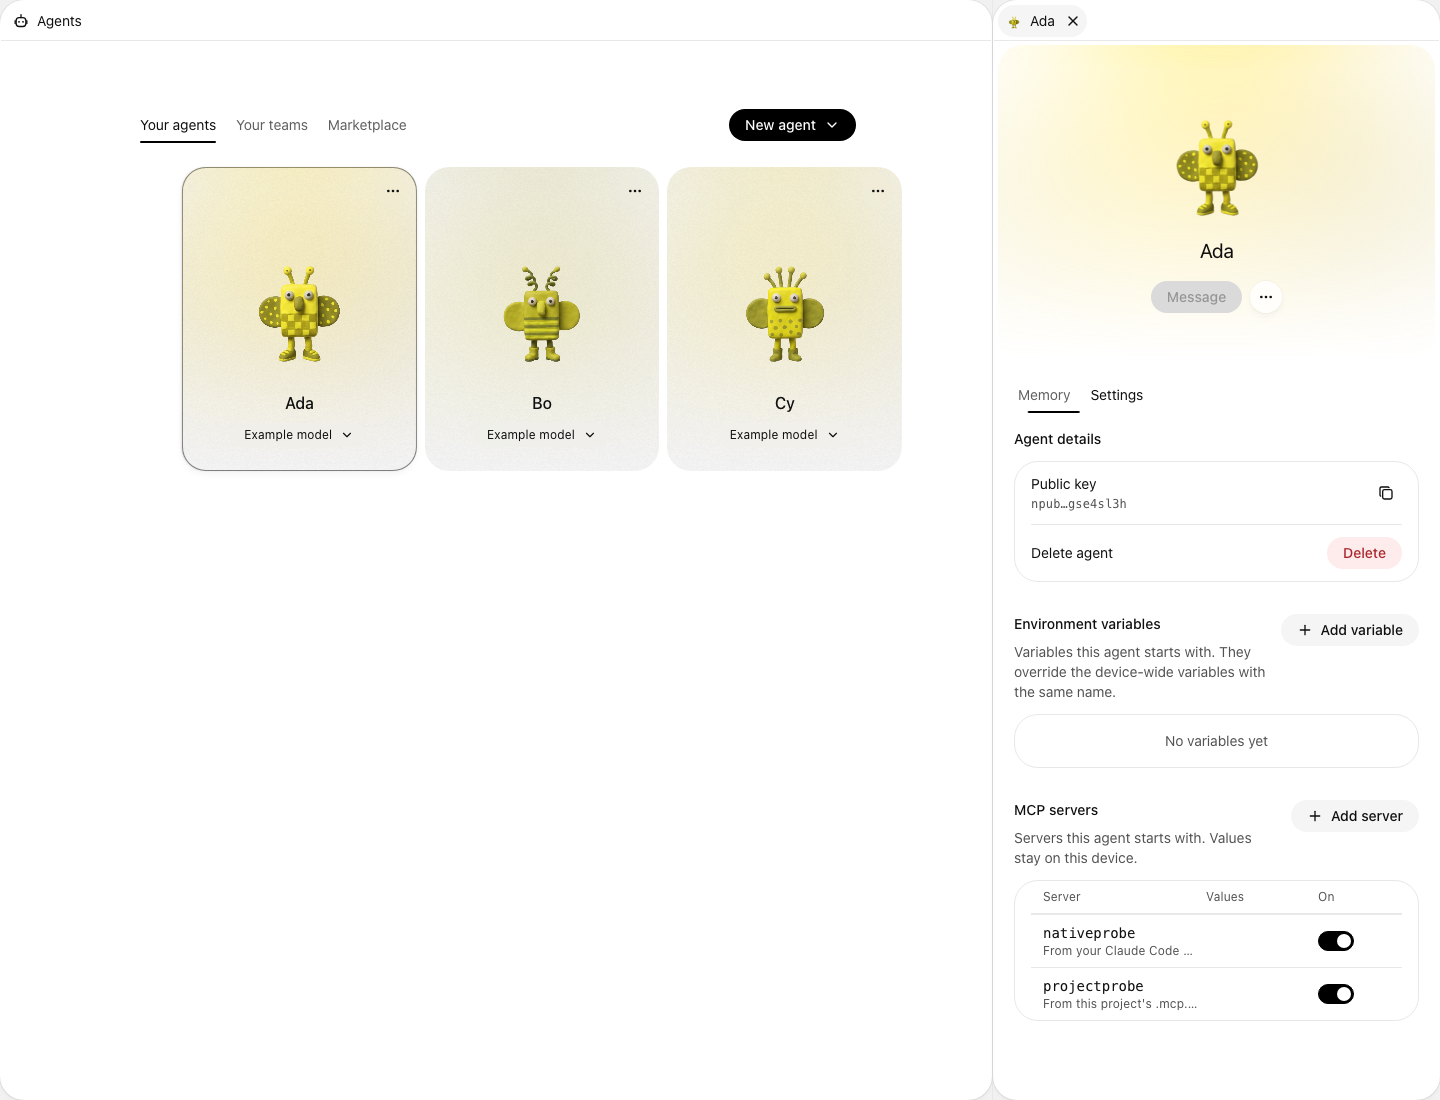 Agents
Your agents
Your teams
Marketplace
New agent
Ada
Example model
Bo
Example model
Cy
Example model
Ada
Ada
Message
Memory
Settings
Agent details
Public key
npub…gse4sl3h
Delete agent
Delete
Environment variables
Add variable
Variables this agent starts with. They
override the device-wide variables with
the same name.
No variables yet
MCP servers
Add server
Servers this agent starts with. Values
stay on this device.
Server
Values
On
nativeprobe
From your Claude Code ...
projectprobe
From this project's .mcp....